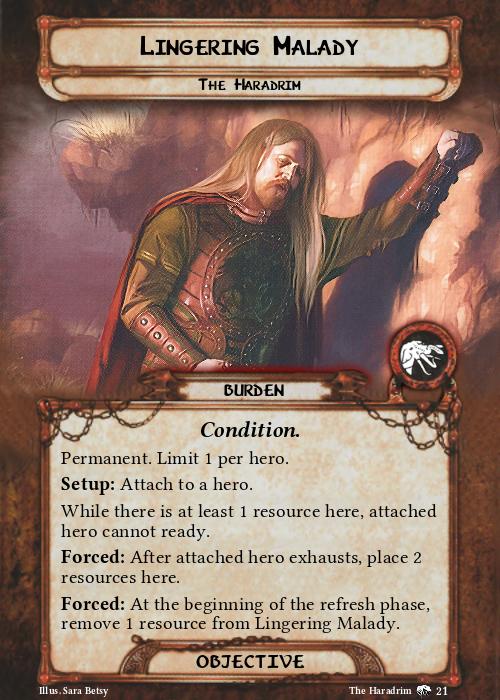 Lingering Malady
The Haradrim
BURDEN
Condition.
Permanent. Limit 1 per hero.
Setup: Attach to a hero.
While there is at least 1 resource here, attached
hero cannot ready.
Forced: After attached hero exhausts, place 2
resources here.
Forced: At the beginning of the refresh phase,
remove 1 resource from Lingering Malady.
OBJECTIVE
Illus. Sara Betsy
The Haradrim 21